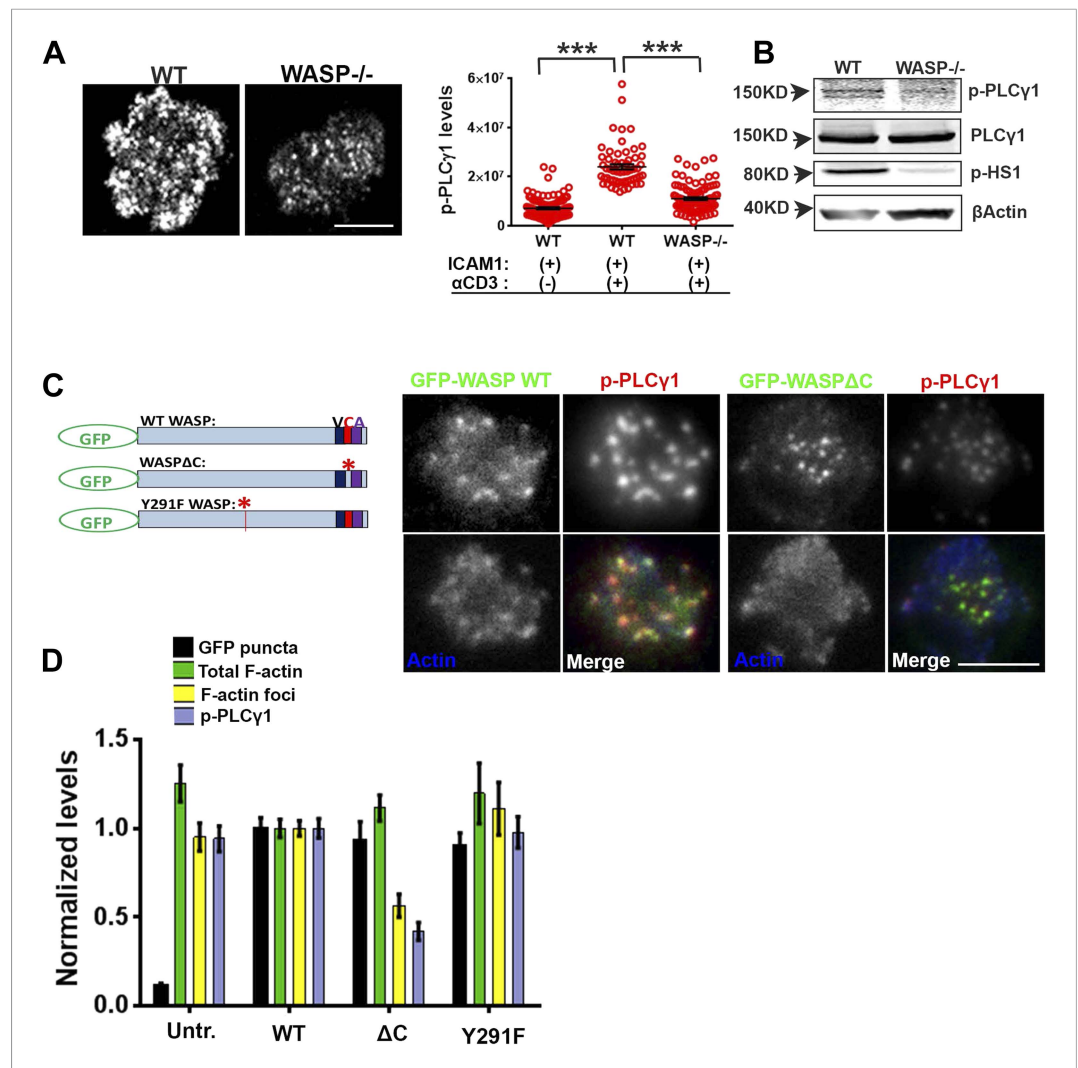 A
WT
WASP-/-
p-PLCγ1 levels
6×10⁷
4×10⁷
2×10⁷
0
***
***
WT
WT
WASP-/-
ICAM1:
(+)
(+)
(+)
αCD3 :
(-)
(+)
(+)
B
WT
WASP-/-
150KD
p-PLCγ1
150KD
PLCγ1
80KD
p-HS1
40KD
βActin
C
WT WASP:
VCA
GFP
WASPΔC:
*
GFP
Y291F WASP:
*
GFP
GFP-WASP WT
p-PLCγ1
GFP-WASPΔC
p-PLCγ1
Actin
Merge
Actin
Merge
D
GFP puncta
Total F-actin
F-actin foci
p-PLCγ1
Normalized levels
1.5
1.0
0.5
0.0
Untr.
WT
ΔC
Y291F